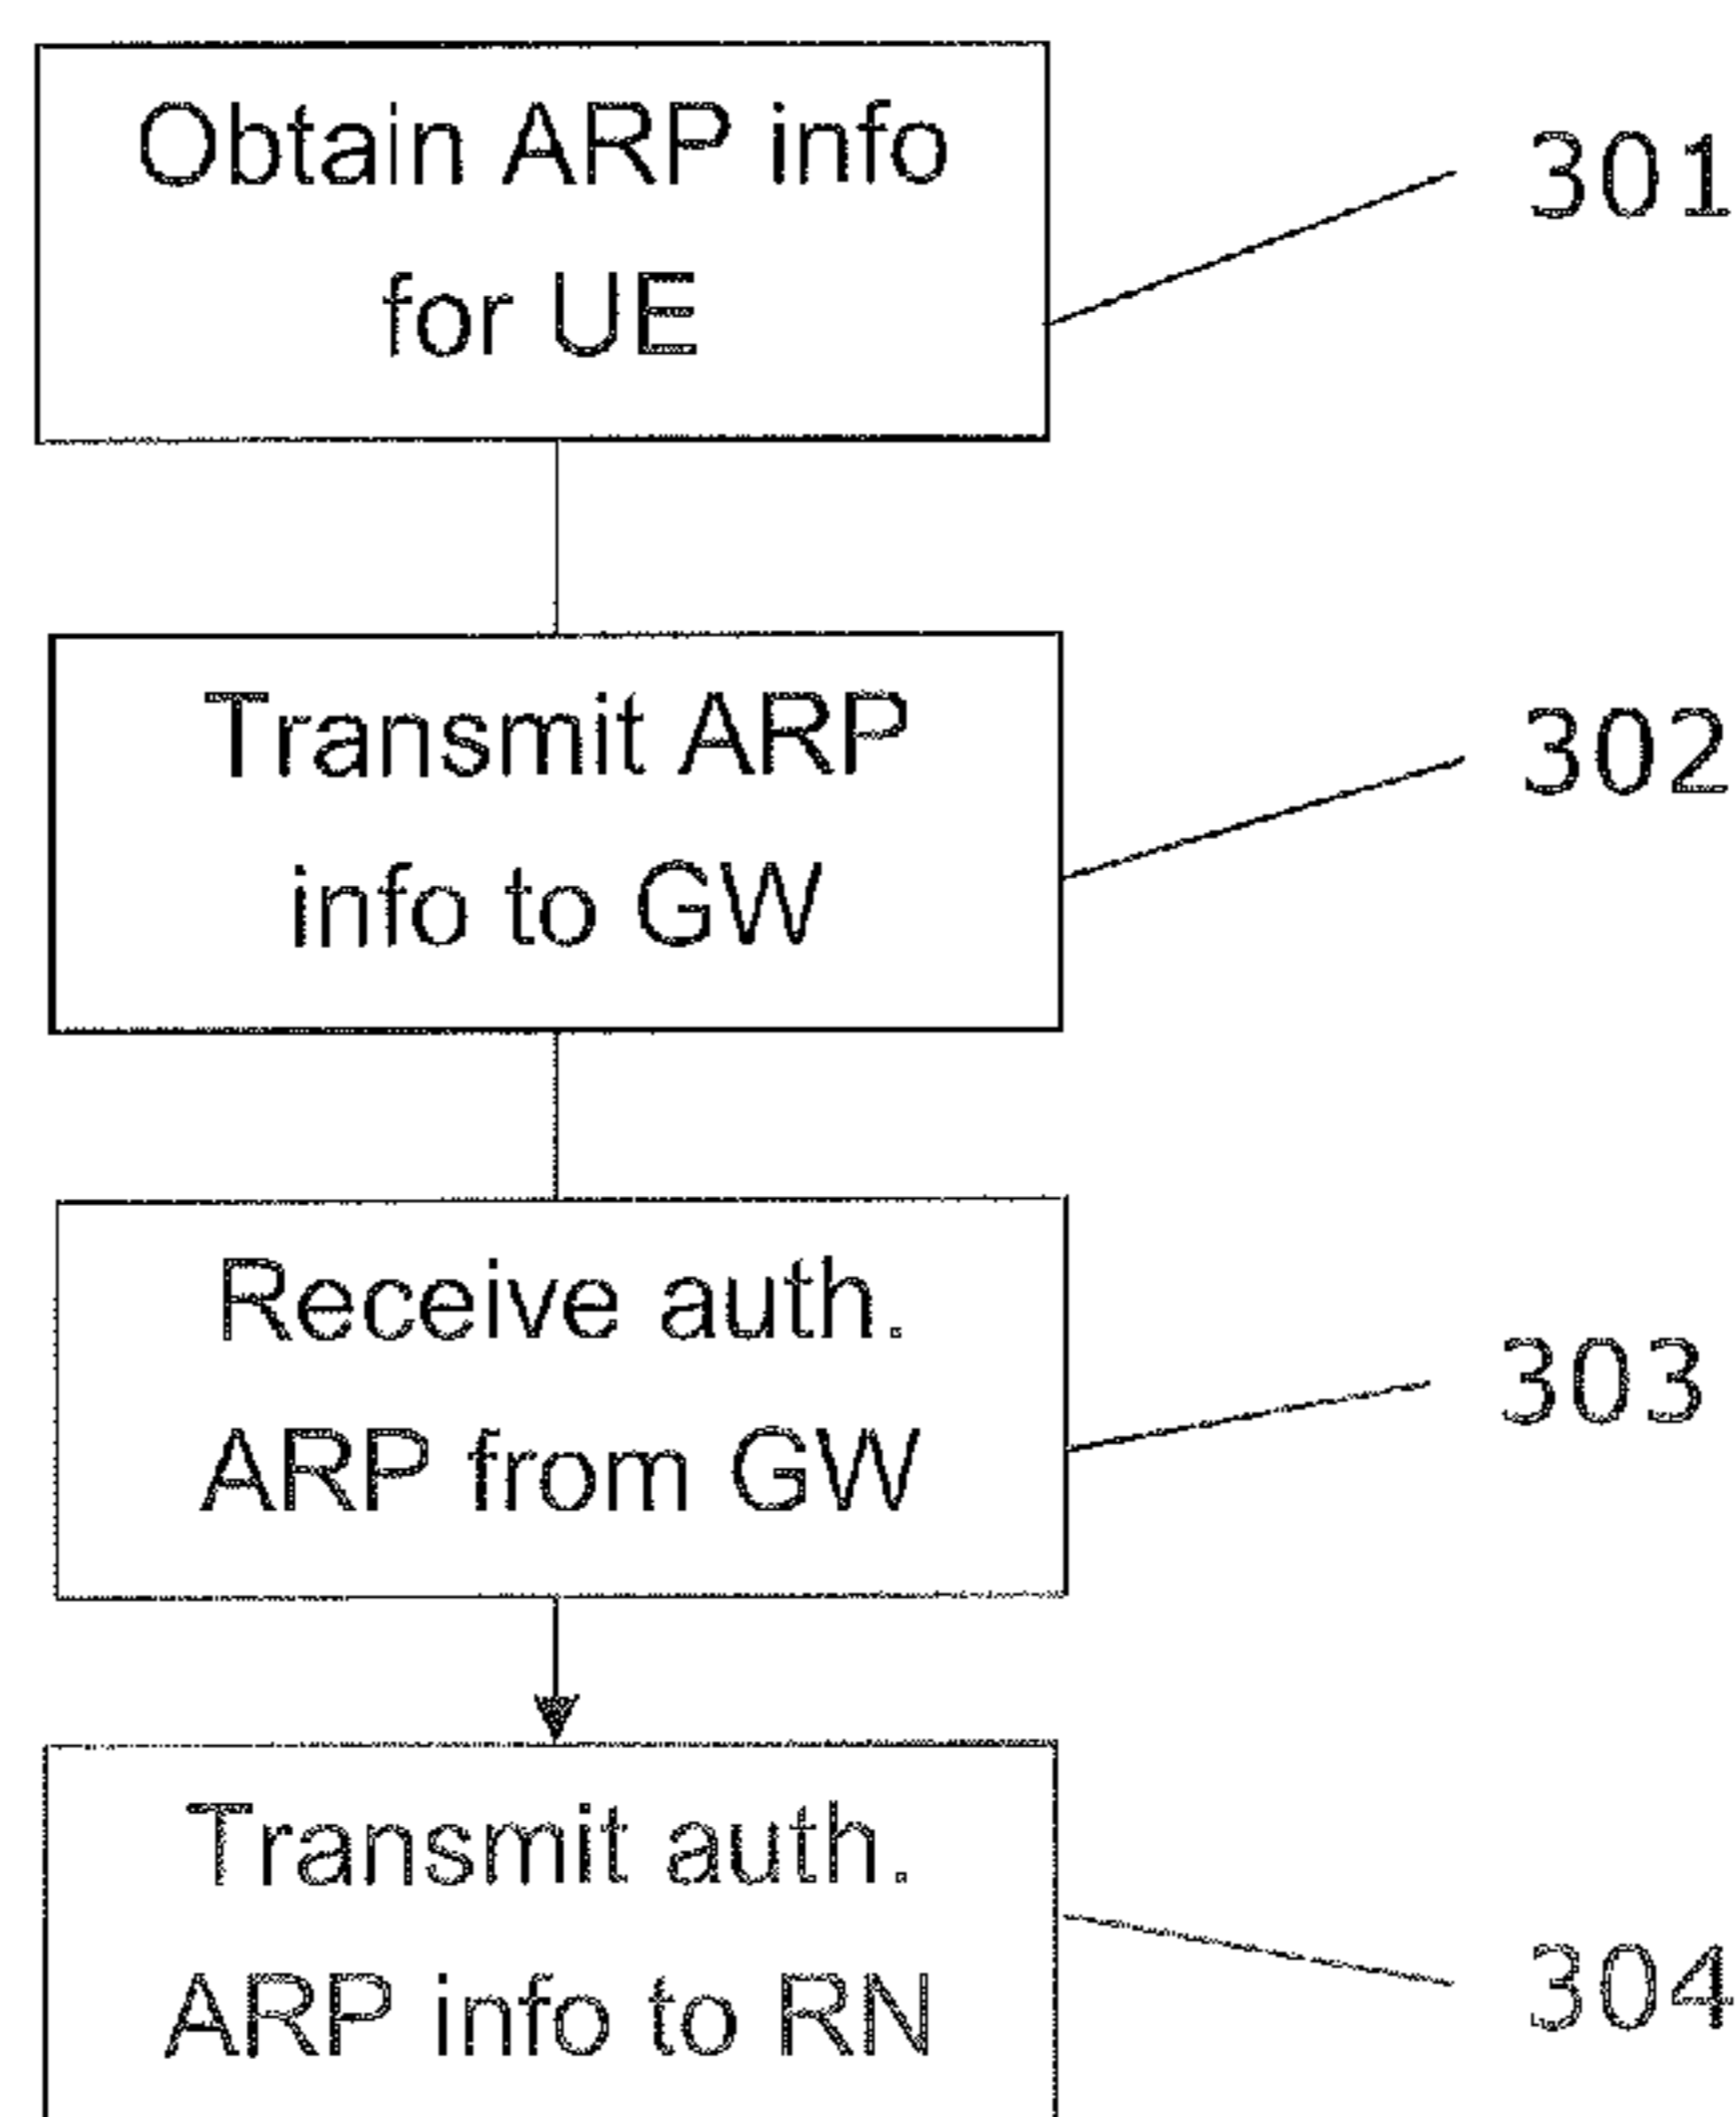 Obtain ARP info
for UE
301
Transmit ARP
info to GW
302
Receive auth.
ARP from GW
303
Transmit auth.
ARP info to RN
304